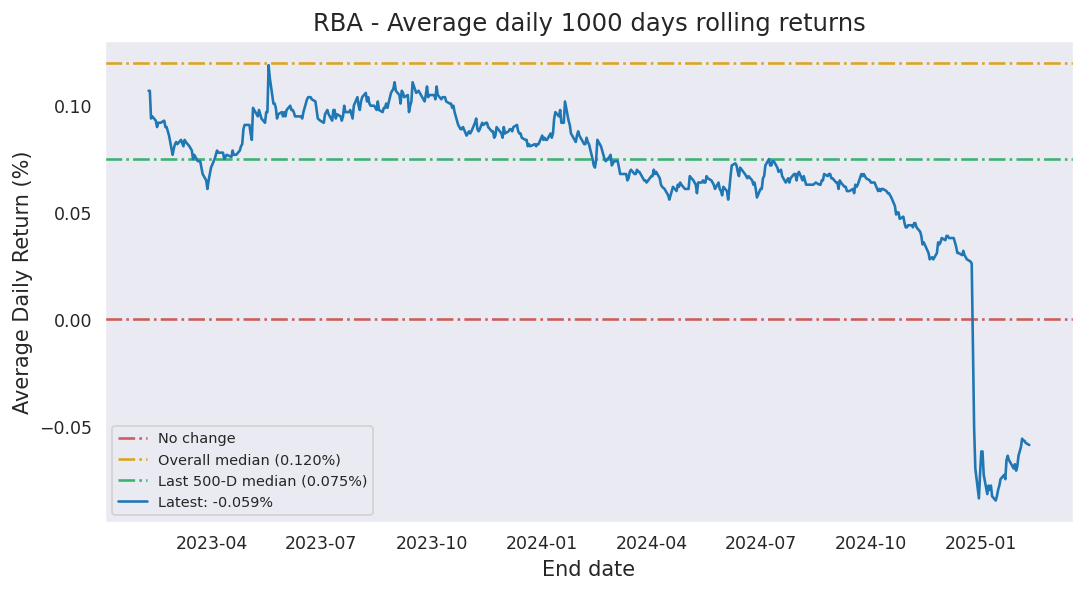 RBA - Average daily 1000 days rolling returns
Average Daily Return (%)
0.10
0.05
0.00
−0.05
No change
Overall median (0.120%)
Last 500-D median (0.075%)
Latest: -0.059%
2023-04 2023-07 2023-10 2024-01 2024-04 2024-07 2024-10 2025-01
End date